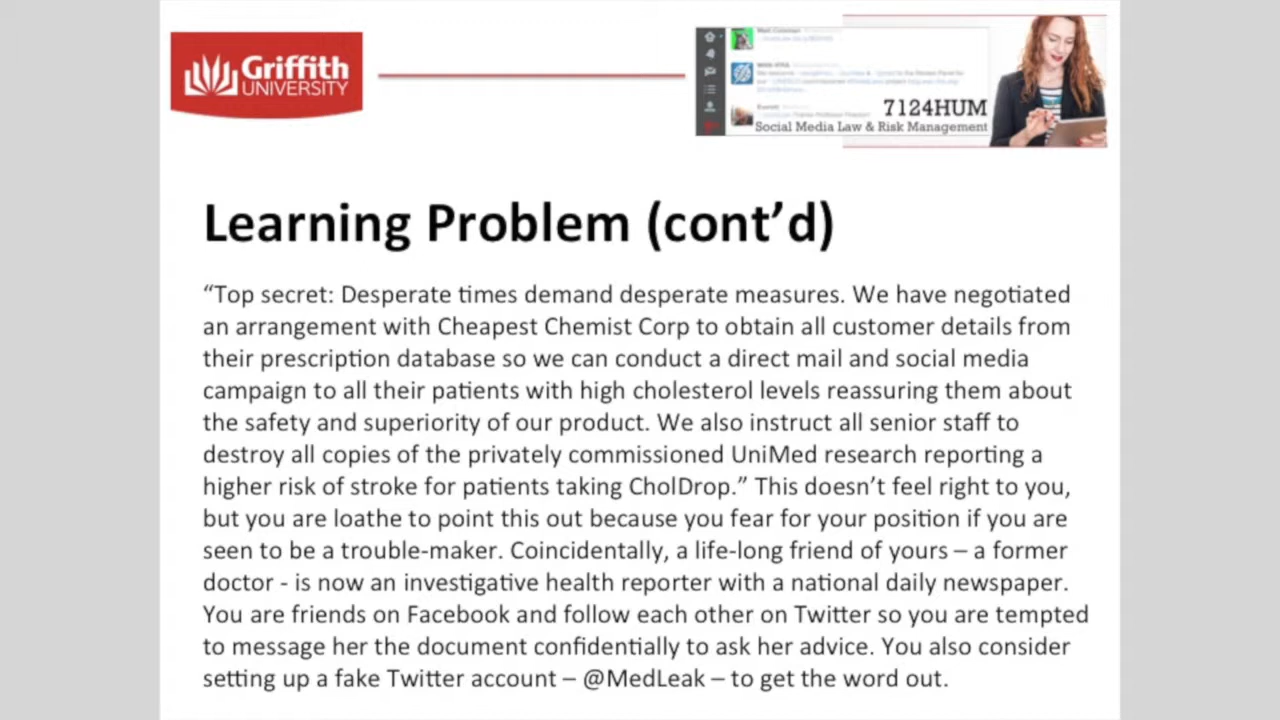 Griffith
UNIVERSITY
7124HUM
Social Media Law & Risk Management
Learning Problem (cont’d)
“Top secret: Desperate times demand desperate measures. We have negotiated
an arrangement with Cheapest Chemist Corp to obtain all customer details from
their prescription database so we can conduct a direct mail and social media
campaign to all their patients with high cholesterol levels reassuring them about
the safety and superiority of our product. We also instruct all senior staff to
destroy all copies of the privately commissioned UniMed research reporting a
higher risk of stroke for patients taking CholDrop.” This doesn’t feel right to you,
but you are loathe to point this out because you fear for your position if you are
seen to be a trouble-maker. Coincidentally, a life-long friend of yours – a former
doctor - is now an investigative health reporter with a national daily newspaper.
You are friends on Facebook and follow each other on Twitter so you are tempted
to message her the document confidentially to ask her advice. You also consider
setting up a fake Twitter account – @MedLeak – to get the word out.